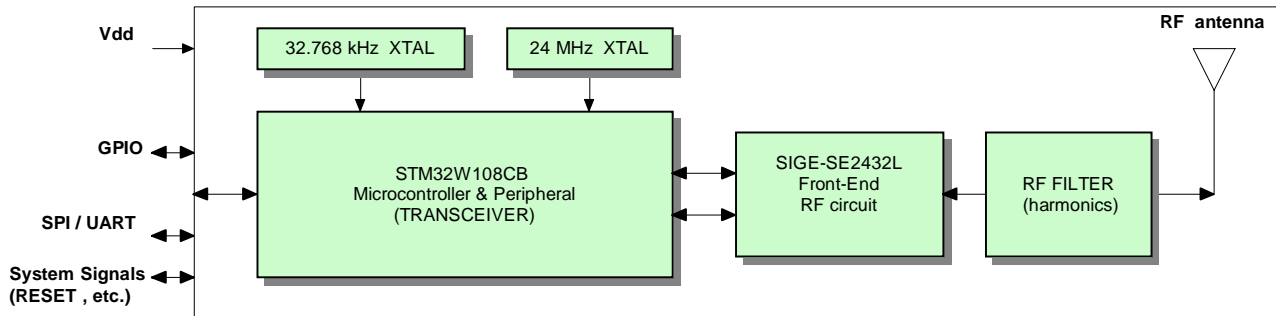 RF antenna
Vdd
32.768 kHz XTAL
24 MHz XTAL
GPIO
STM32W108CB
Microcontroller & Peripheral
(TRANSCEIVER)
SIGE-SE2432L
Front-End
RF circuit
RF FILTER
(harmonics)
SPI / UART
System Signals
(RESET , etc.)